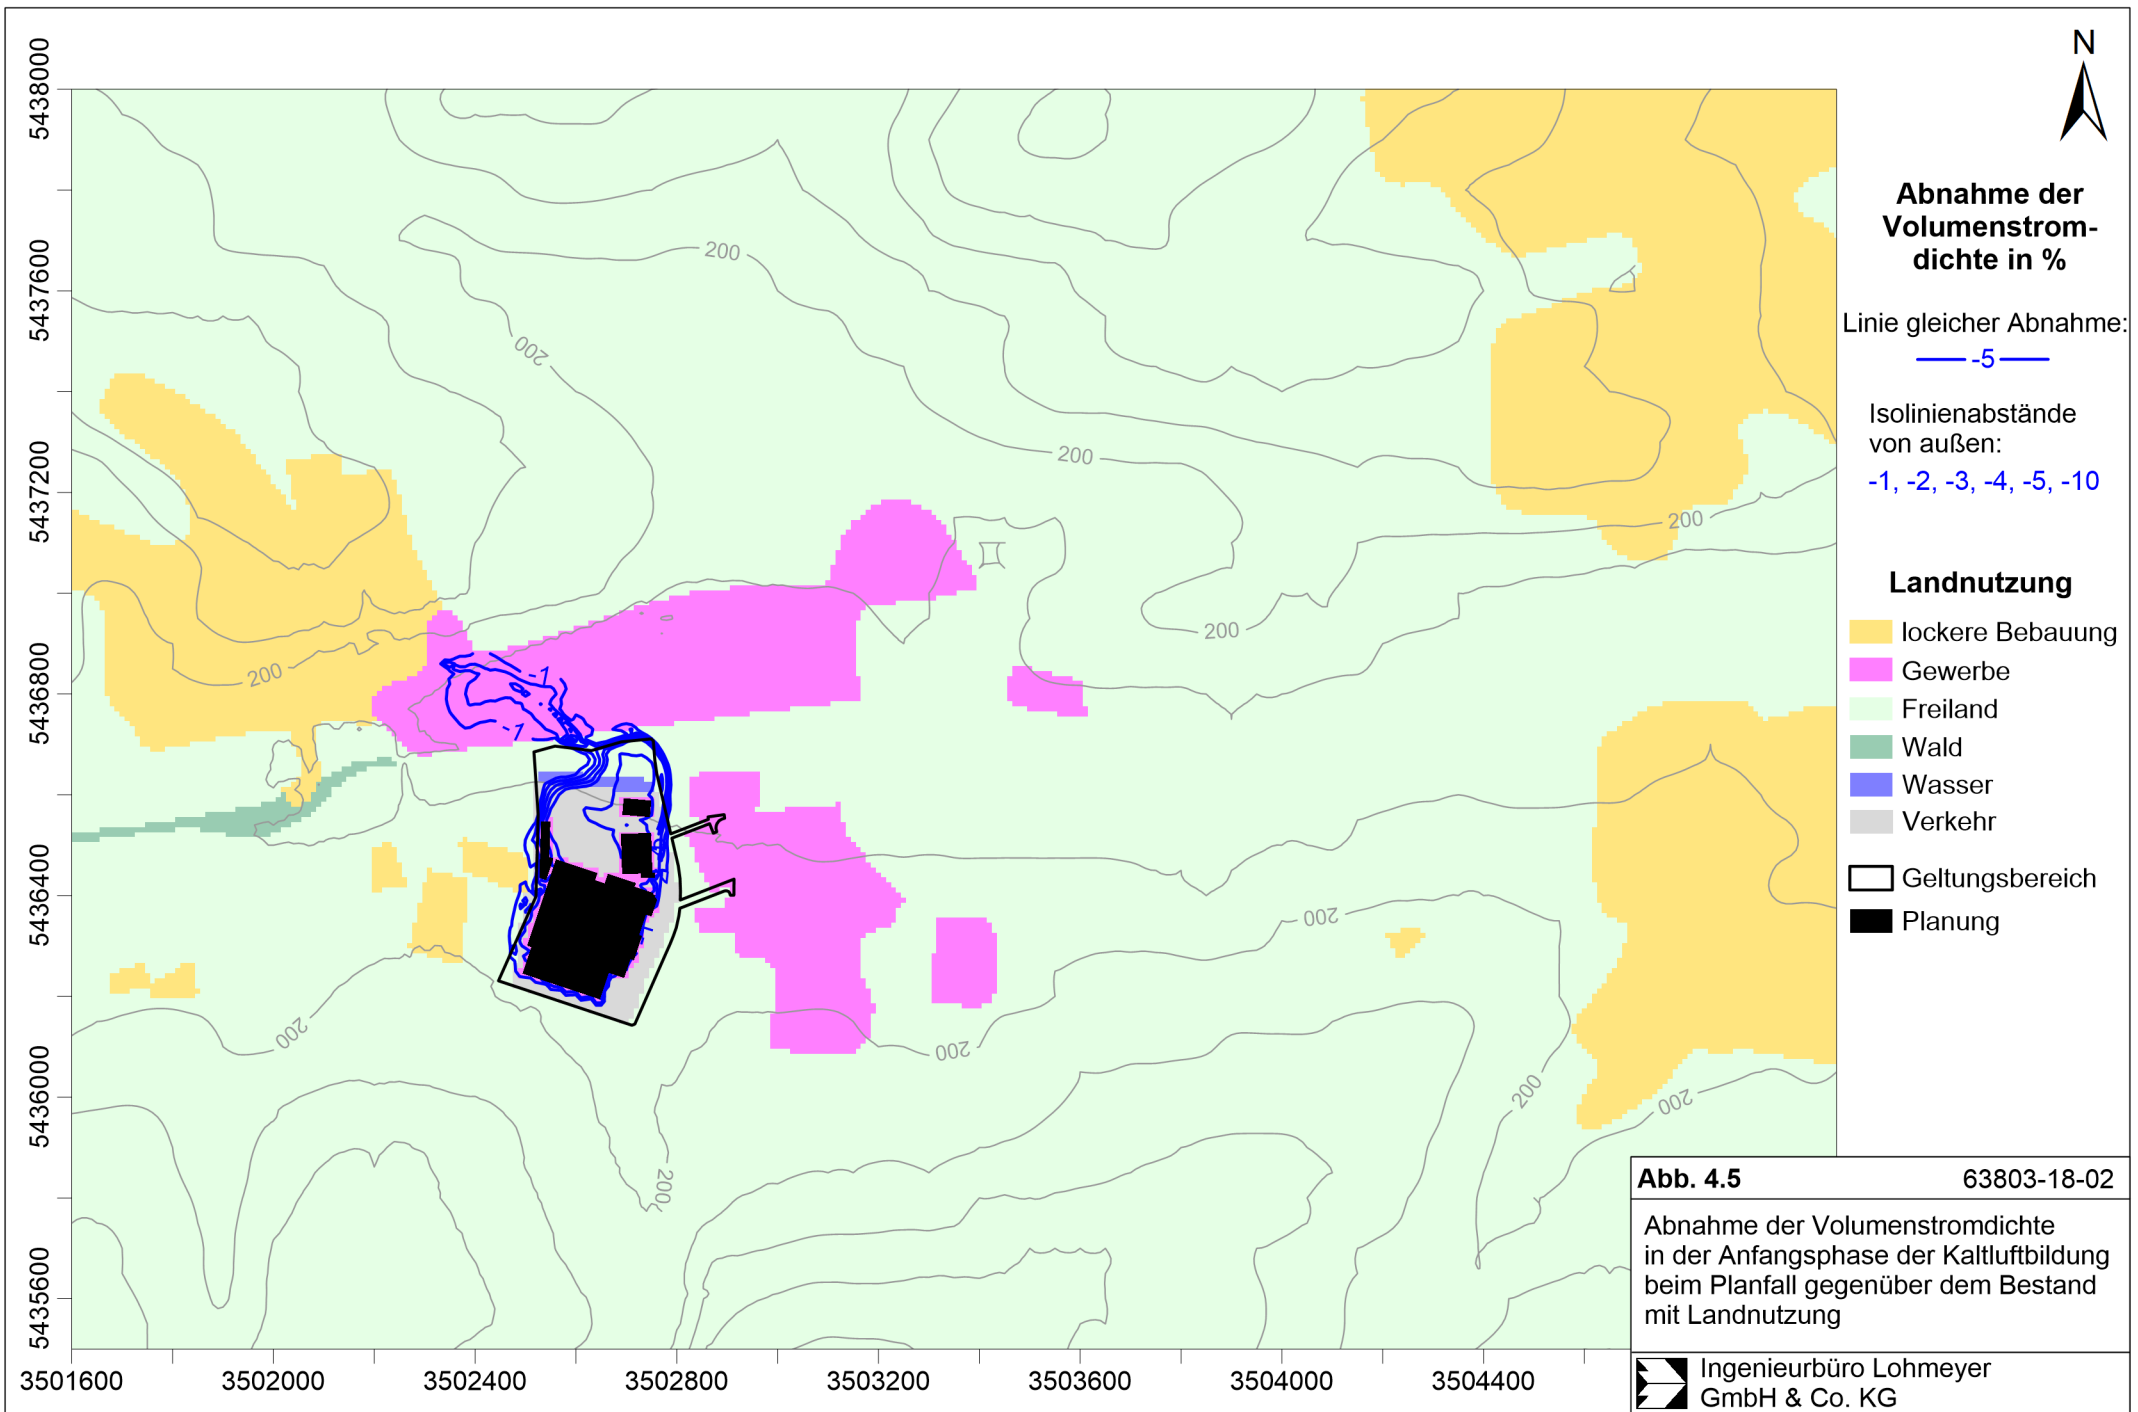 N
Abnahme der
Volumenstrom-
dichte in %
Linie gleicher Abnahme:
-5
Isolinienabstände
von außen:
-1, -2, -3, -4, -5, -10
Landnutzung
lockere Bebauung
Gewerbe
Freiland
Wald
Wasser
Verkehr
Geltungsbereich
Planung
5438000
5437600
5437200
5436800
5436400
5436000
5435600
200
200
200
200
200
200
-1
-1
200
200
200
200
200
200
3501600 3502000 3502400 3502800 3503200 3503600 3504000 3504400
Abb. 4.5 63803-18-02
Abnahme der Volumenstromdichte
in der Anfangsphase der Kaltluftbildung
beim Planfall gegenüber dem Bestand
mit Landnutzung
Ingenieurbüro Lohmeyer
GmbH & Co. KG